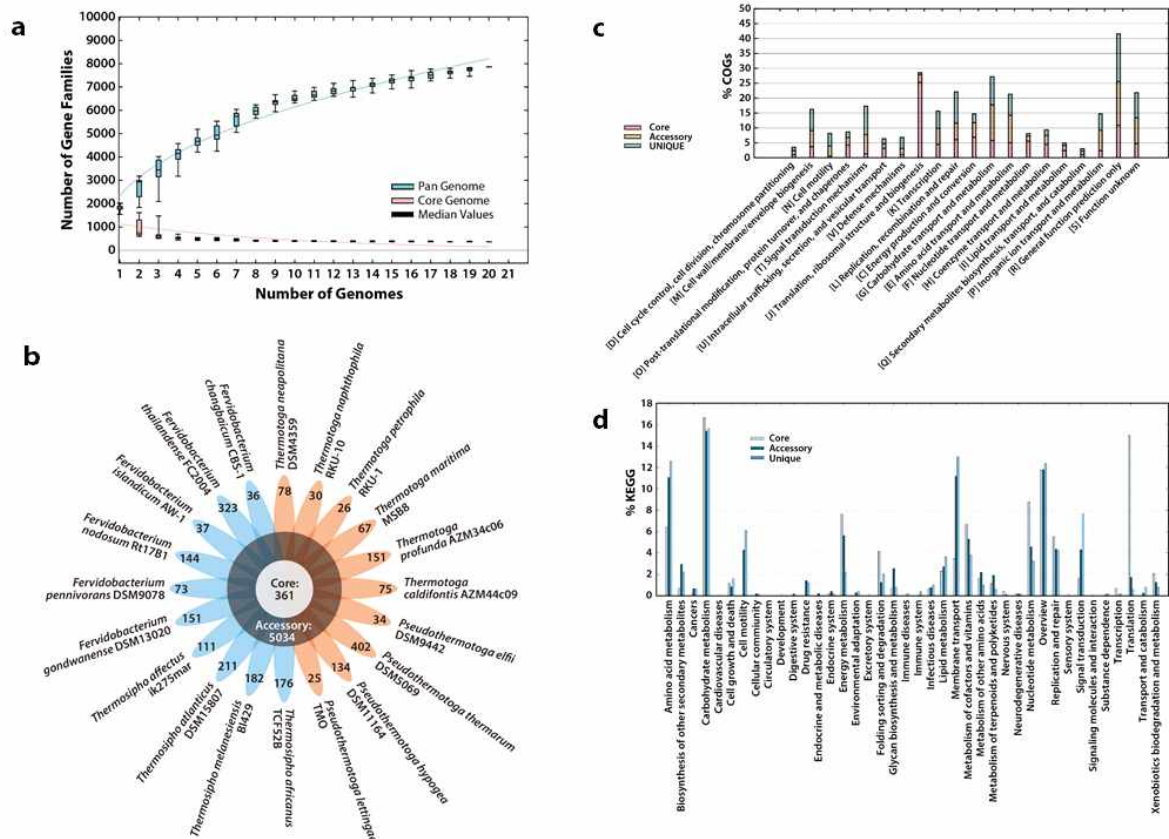 a
10000
9000
8000
7000
6000
5000
4000
3000
2000
1000
0
Number of Gene Families
Pan Genome
Core Genome
Median Values
1 2 3 4 5 6 7 8 9 10 11 12 13 14 15 16 17 18 19 20 21
Number of Genomes
b
Thermotoga neapolitana
DSM4359
78
Thermotoga naphthophila
RKU-10
30
Thermotoga petrophila
RKU-1
26
Thermotoga maritima
MSB8
67
Thermotoga
profunda AZM34c06
151
Thermotoga
caldifontis AZM44c09
75
Pseudothermotoga elfii
DSM9442
34
Pseudothermotoga thermarum
DSM5069
402
Pseudothermotoga hypogea
DSM11164
134
Pseudothermotoga lettingae
TMO
25
Thermosipho africanus
TCF52B
176
Thermosipho melanesiensis
BI429
182
Thermosipho atlanticus
DSM15807
211
Thermosipho affectus
ik275mar
111
Fervidobacterium
gondwanense DSM13020
151
Fervidobacterium
pennivorans DSM9078
73
Fervidobacterium
nodosum Rt17B1
144
Fervidobacterium
islandicum AW-1
37
Fervidobacterium
thailandense FC2004
323
Fervidobacterium
changbaicum CBS-1
36
Core:
361
Accessory:
5034
c
50
45
40
35
30
25
20
15
10
5
0
% COGs
Core
Accessory
UNIQUE
[D] Cell cycle control, cell division, chromosome partitioning
[M] Cell wall/membrane/envelope biogenesis
[N] Cell motility
[O] Post-translational modification, protein turnover, and chaperones
[T] Signal transduction mechanisms
[U] Intracellular trafficking, secretion, and vesicular transport
[V] Defense mechanisms
[J] Translation, ribosomal structure and biogenesis
[K] Transcription
[L] Replication, recombination and repair
[C] Energy production and conversion
[G] Carbohydrate transport and metabolism
[E] Amino acid transport and metabolism
[F] Nucleotide transport and metabolism
[H] Coenzyme transport and metabolism
[I] Lipid transport and metabolism
[Q] Secondary metabolites biosynthesis, transport, and catabolism
[P] Inorganic ion transport and metabolism
[R] General function prediction only
[S] Function unknown
d
18
16
14
12
10
8
6
4
2
0
% KEGG
Core
Accessory
Unique
Amino acid metabolism
Biosynthesis of other secondary metabolites
Cancers
Carbohydrate metabolism
Cardiovascular diseases
Cell growth and death
Cell motility
Cellular community
Circulatory system
Development
Digestive system
Drug resistance
Endocrine and metabolic diseases
Endocrine system
Energy metabolism
Environmental adaptation
Excretory system
Folding sorting and degradation
Glycan biosynthesis and metabolism
Immune diseases
Immune system
Infectious diseases
Lipid metabolism
Membrane transport
Metabolism of cofactors and vitamins
Metabolism of other amino acids
Metabolism of terpenoids and polyketides
Nervous system
Neurodegenerative diseases
Nucleotide metabolism
Overview
Replication and repair
Sensory system
Signal transduction
Signaling molecules and interaction
Substance dependence
Transcription
Translation
Transport and catabolism
Xenobiotics biodegradation and metabolism